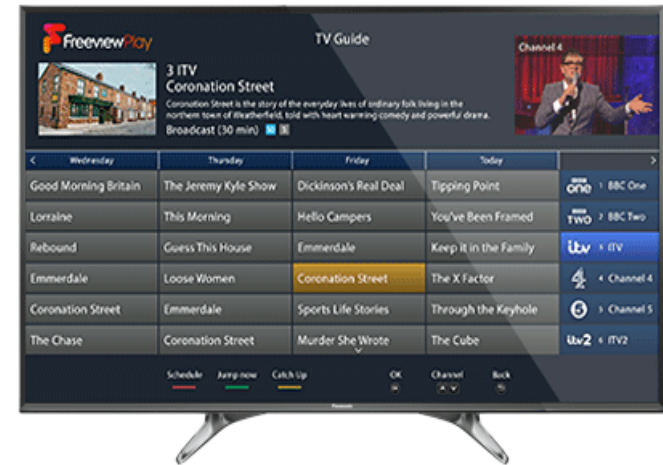 Freeview Play
TV Guide
Channel 4
3 ITV
Coronation Street
Coronation Street is the story of the everyday lives of ordinary folk living in the
northern town of Weatherfield, told with heart warming comedy and powerful drama.
Broadcast (30 min)
< Wednesday Thursday Friday Today >
Good Morning Britain The Jeremy Kyle Show Dickinson's Real Deal Tipping Point BBC one 1 BBC One
Lorraine This Morning Hello Campers You've Been Framed BBC TWO 2 BBC Two
Rebound Guess This House Emmerdale Keep it in the Family itv 3 ITV
Emmerdale Loose Women Coronation Street The X Factor 4 4 Channel 4
Coronation Street Emmerdale Sports Life Stories Through the Keyhole 5 5 Channel 5
The Chase Coronation Street Murder She Wrote The Cube itv2 6 ITV2
Schedule Jump now Catch Up OK Channel Back
Panasonic